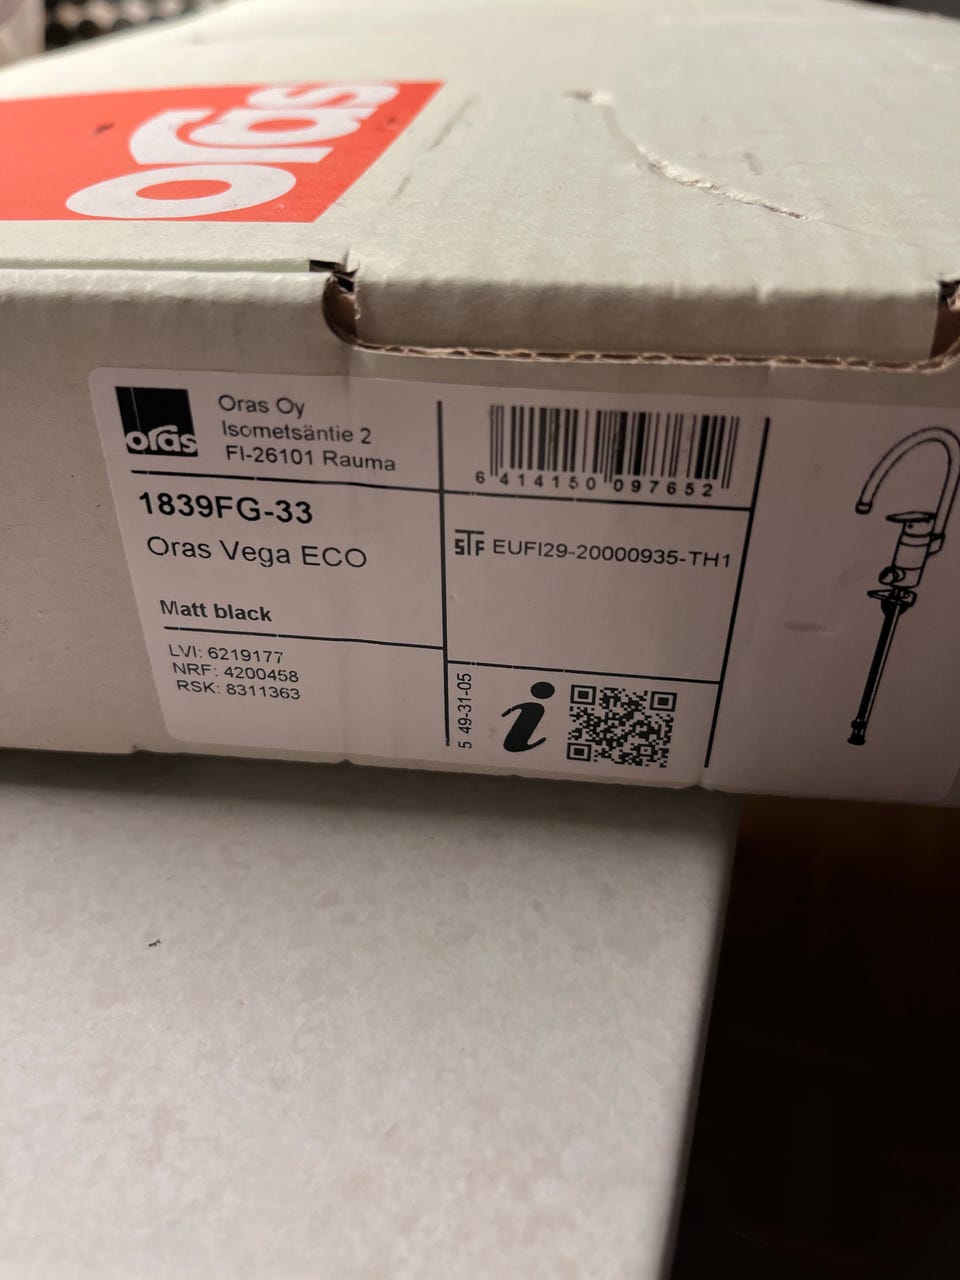 oras
oras
Oras Oy
Isometsäntie 2
FI-26101 Rauma
1839FG-33
Oras Vega ECO
Matt black
LVI: 6219177
NRF: 4200458
RSK: 8311363
6 414150 097652
STF EUFI29-20000935-TH1
5 49-31-05
i